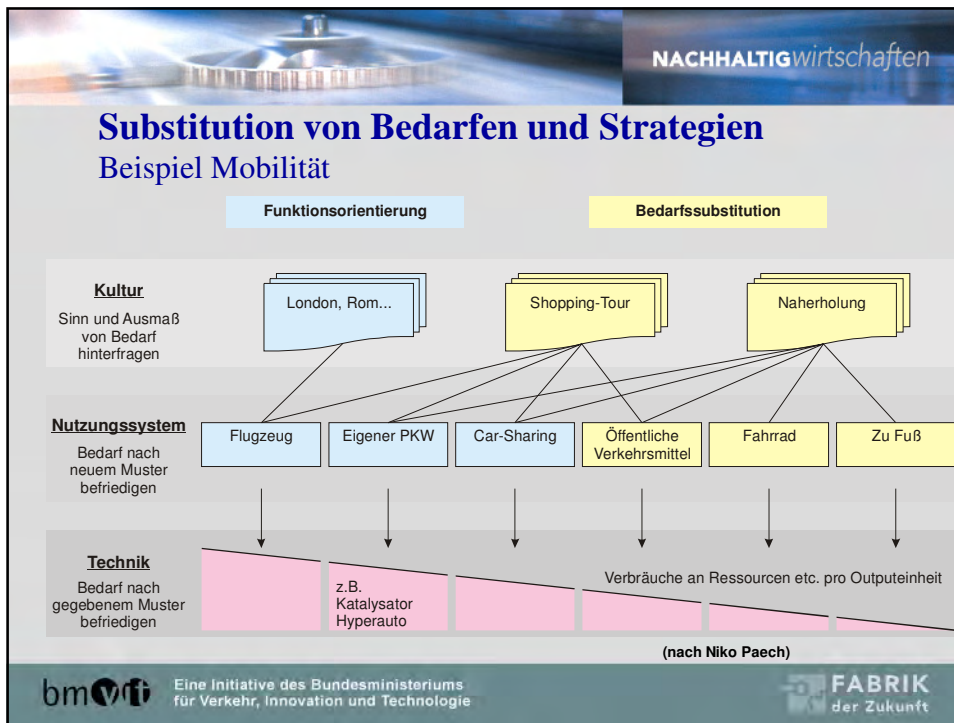 NACHHALTIGwirtschaften
Substitution von Bedarfen und Strategien
Beispiel Mobilität
Funktionsorientierung
Bedarfssubstitution
Kultur
Sinn und Ausmaß
von Bedarf
hinterfragen
London, Rom...
Shopping-Tour
Naherholung
Nutzungssystem
Bedarf nach
neuem Muster
befriedigen
Flugzeug
Eigener PKW
Car-Sharing
Öffentliche
Verkehrsmittel
Fahrrad
Zu Fuß
Technik
Bedarf nach
gegebenem Muster
befriedigen
z.B.
Katalysator
Hyperauto
Verbräuche an Ressourcen etc. pro Outputeinheit
(nach Niko Paech)
bmvit
Eine Initiative des Bundesministeriums
für Verkehr, Innovation und Technologie
FABRIK
der Zukunft